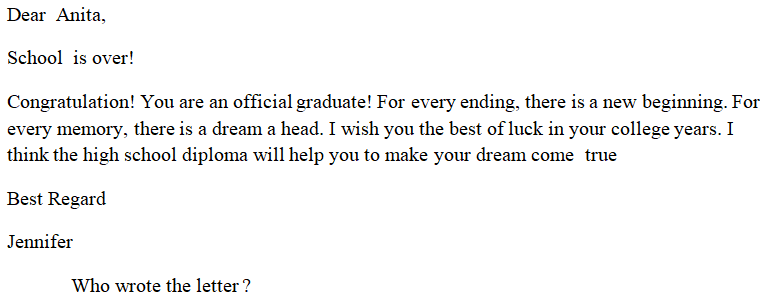 Dear Anita,
School is over!
Congratulation! You are an official graduate! For every ending, there is a new beginning. For
every memory, there is a dream a head. I wish you the best of luck in your college years. I
think the high school diploma will help you to make your dream come true
Best Regard
Jennifer
Who wrote the letter ?